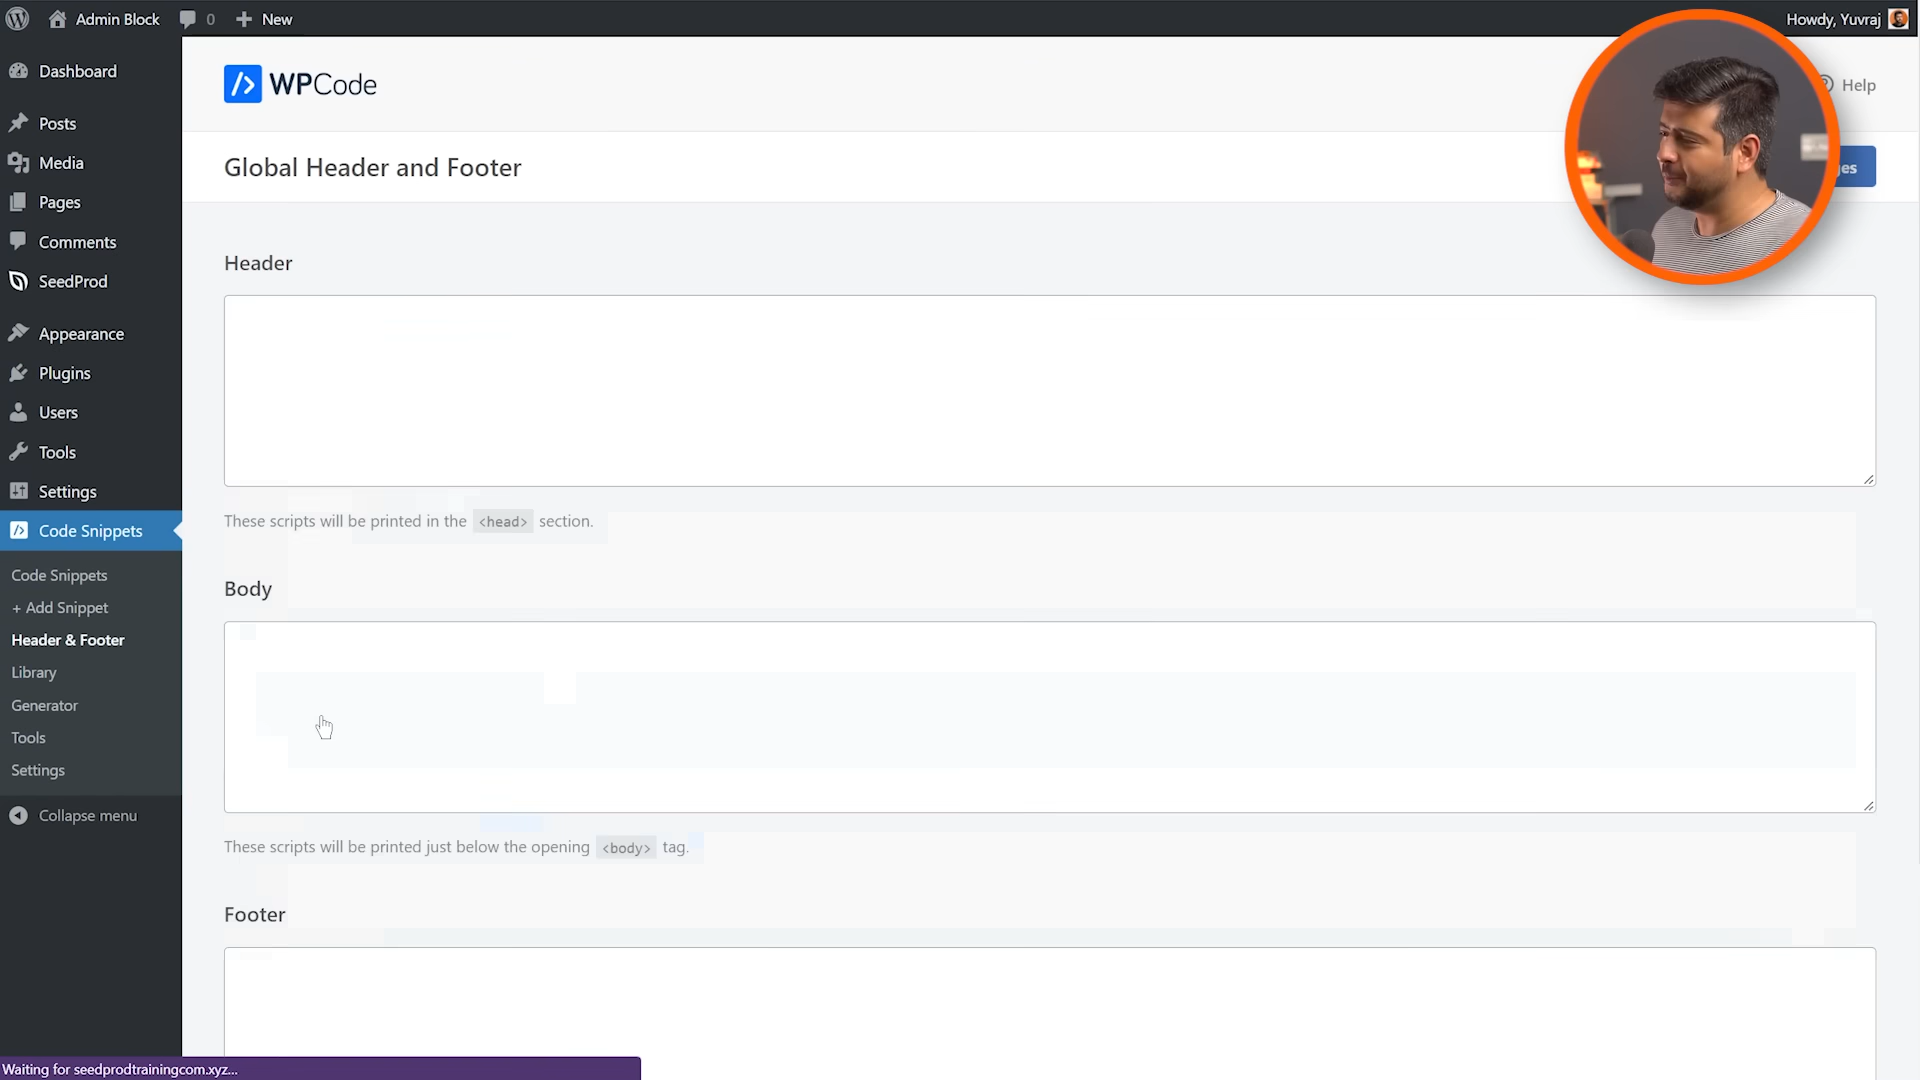 Admin Block
0
New
Howdy, Yuvraj
Dashboard
Posts
Media
Pages
Comments
SeedProd
Appearance
Plugins
Users
Tools
Settings
Code Snippets
Code Snippets
+ Add Snippet
Header & Footer
Library
Generator
Tools
Settings
Collapse menu
WPCode
Help
Global Header and Footer
Header
These scripts will be printed in the <head> section.
Body
These scripts will be printed just below the opening <body> tag.
Footer
Waiting for seedprodtrainingcom.xyz...